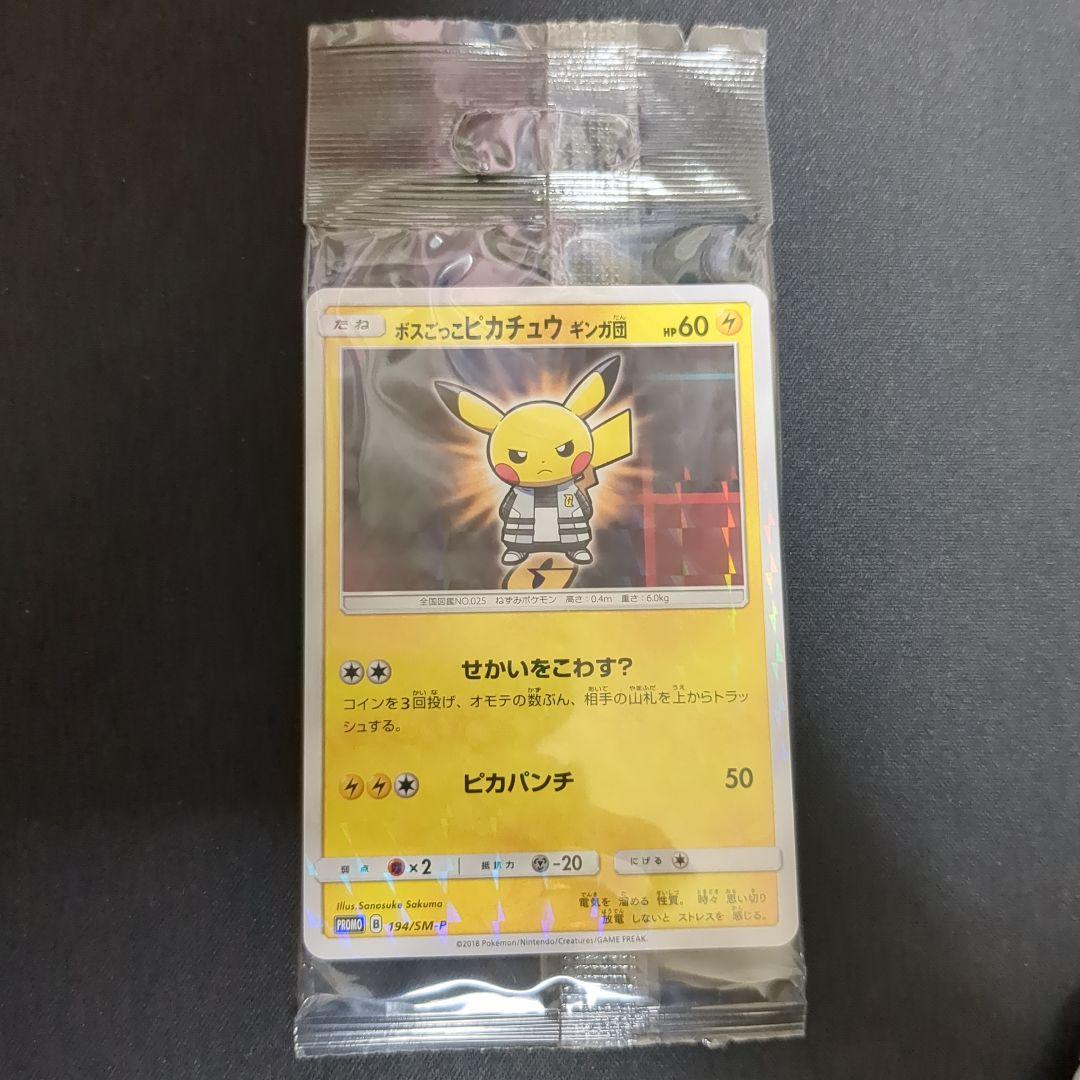 たね ボスごっこピカチュウ ギンガ団 HP60
全国図鑑NO.025 ねずみポケモン 高さ:0.4m 重さ:6.0kg
せかいをこわす?
コインを3回投げ、オモテの数ぶん、相手の山札を上からトラッ
シュする。
ピカパンチ 50
弱点 ×2 抵抗力 -20 にげる
Illus.Sanosuke Sakuma
電気を 溜める 性質。 時々 思い切り
放電 しないと ストレスを 感じる。
PROMO B 194/SM-P
©2018 Pokémon/Nintendo/Creatures/GAME FREAK.